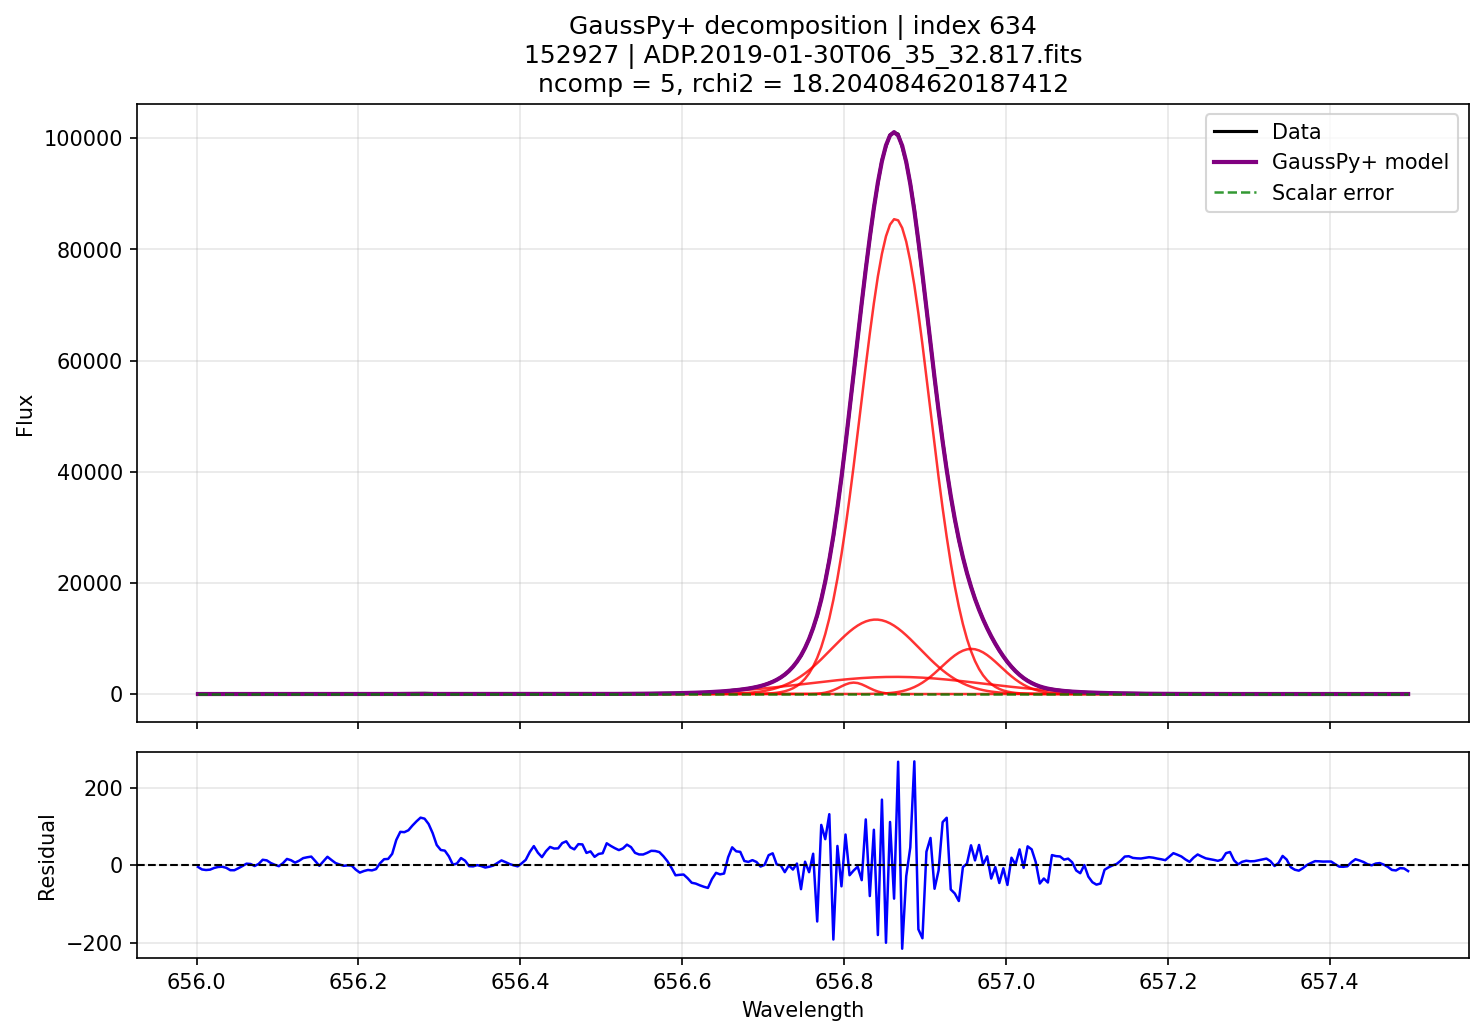 GaussPy+ decomposition | index 634
152927 | ADP.2019-01-30T06_35_32.817.fits
ncomp = 5, rchi2 = 18.204084620187412
Data
GaussPy+ model
Scalar error
100000
80000
60000
40000
20000
0
Flux
200
0
−200
Residual
656.0 656.2 656.4 656.6 656.8 657.0 657.2 657.4
Wavelength